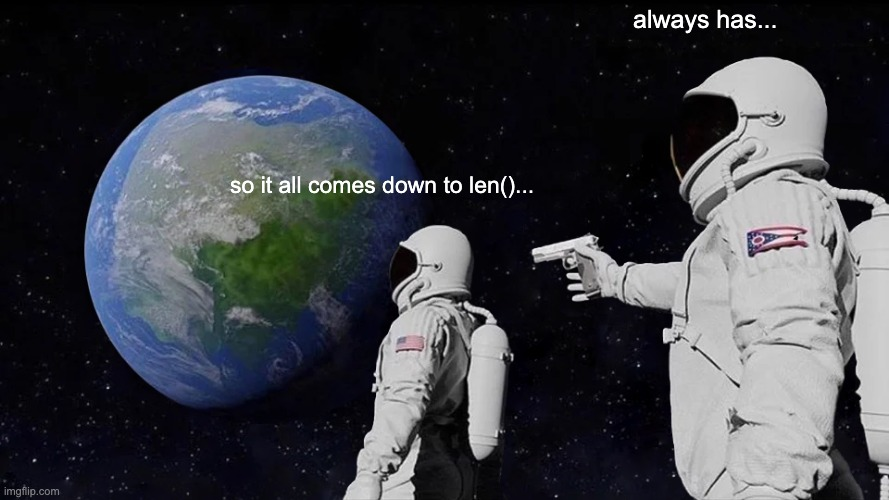 always has...
so it all comes down to len()...
imgflip.com